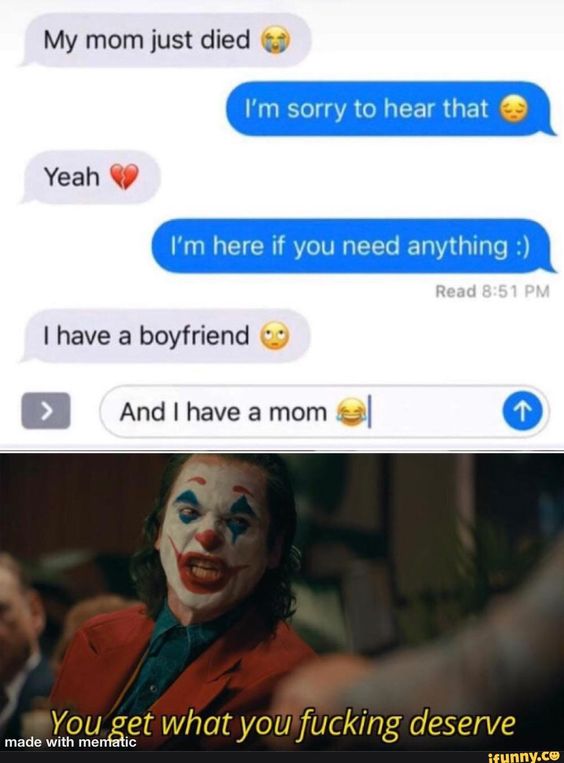 My mom just died 😭
I'm sorry to hear that 😔
Yeah 💔
I'm here if you need anything :)
Read 8:51 PM
I have a boyfriend 🙄
And I have a mom 😂
You get what you fucking deserve
made with mematic
ifunny.co